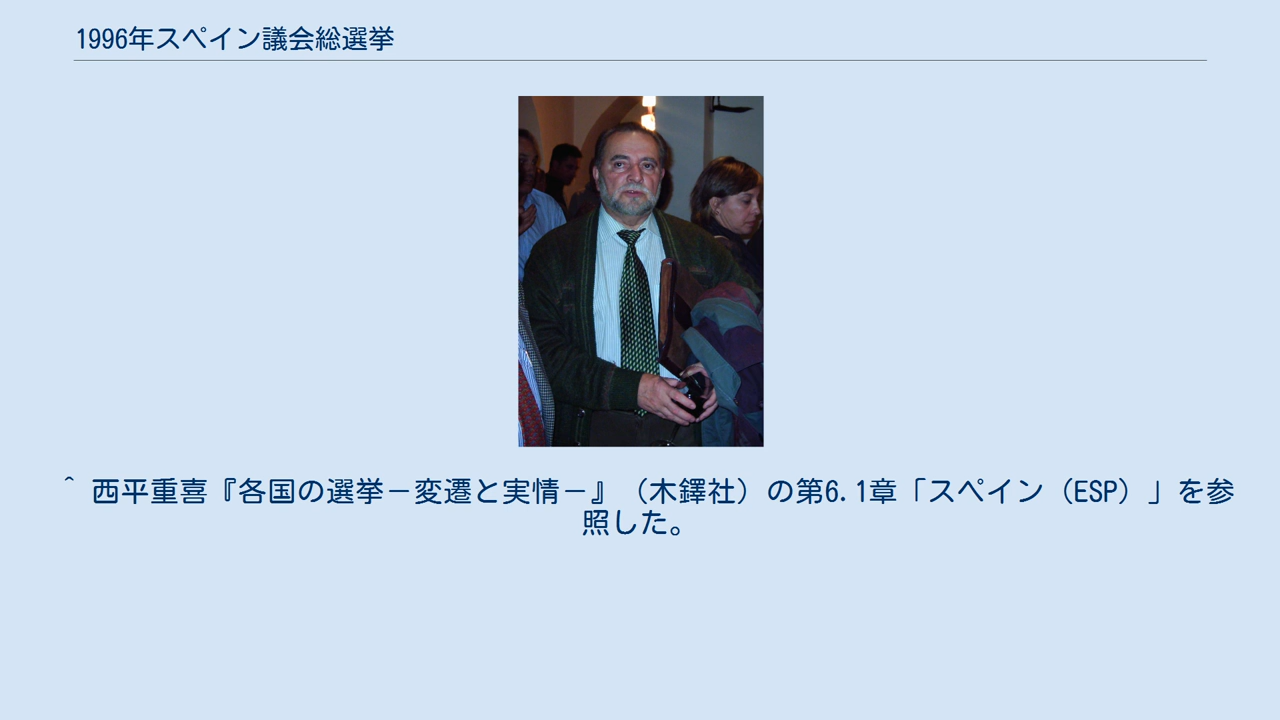 1996年スペイン議会総選挙
^ 西平重喜『各国の選挙－変遷と実情－』（木鐸社）の第6.1章「スペイン（ESP）」を参
照した。